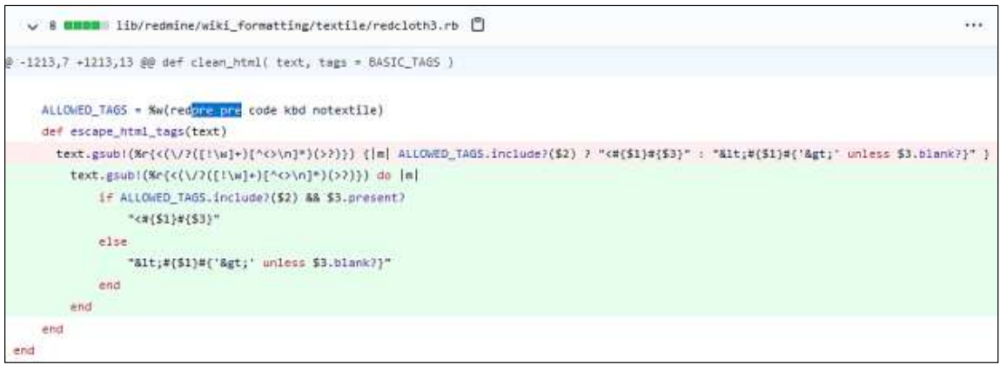 8 lib/redmine/wiki_formatting/textile/redcloth3.rb ...
@ -1213,7 +1213,13 @@ def clean_html( text, tags = BASIC_TAGS )
ALLOWED_TAGS = %w(redpre pre code kbd notextile)
def escape_html_tags(text)
text.gsub!(%r{<(\/?([!\w]+)[^<>\n]*)(>?)}) {|m| ALLOWED_TAGS.include?($2) ? "<#{$1}#{$3}" : "&lt;#{$1}#{'&gt;' unless $3.blank?}" }
text.gsub!(%r{<(\/?([!\w]+)[^<>\n]*)(>?)}) do |m|
if ALLOWED_TAGS.include?($2) && $3.present?
"<#{$1}#{$3}"
else
"&lt;#{$1}#{'&gt;' unless $3.blank?}"
end
end
end
end